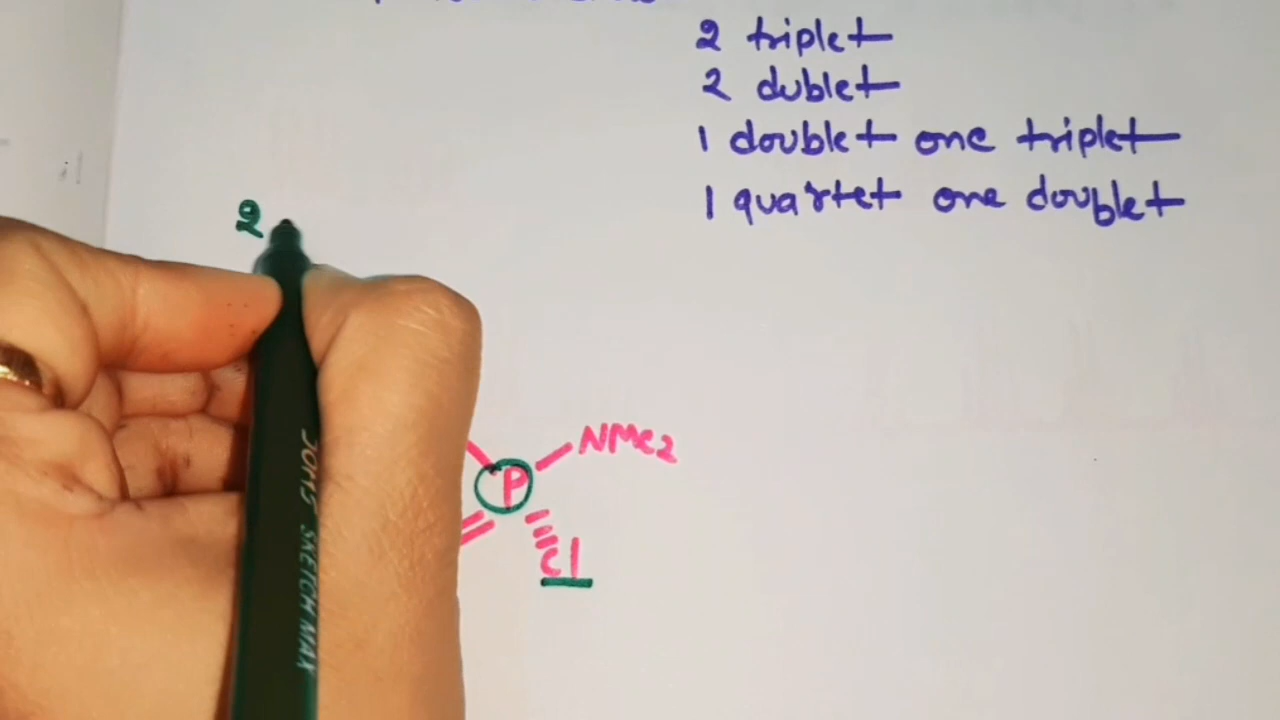 2 triplet
2 dublet
1 doublet one triplet
1 quartet one doublet
2
NMe2
P
Cl
JOMS SKETCH MAX